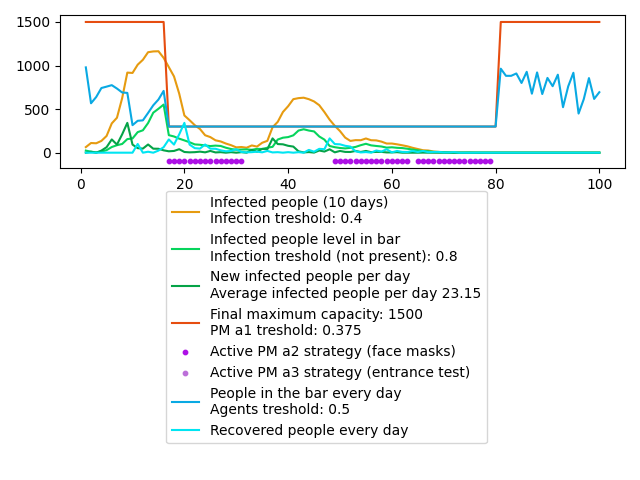 1500
1000
500
0
0 20 40 60 80 100
Infected people (10 days)
Infection treshold: 0.4
Infected people level in bar
Infection treshold (not present): 0.8
New infected people per day
Average infected people per day 23.15
Final maximum capacity: 1500
PM a1 treshold: 0.375
Active PM a2 strategy (face masks)
Active PM a3 strategy (entrance test)
People in the bar every day
Agents treshold: 0.5
Recovered people every day